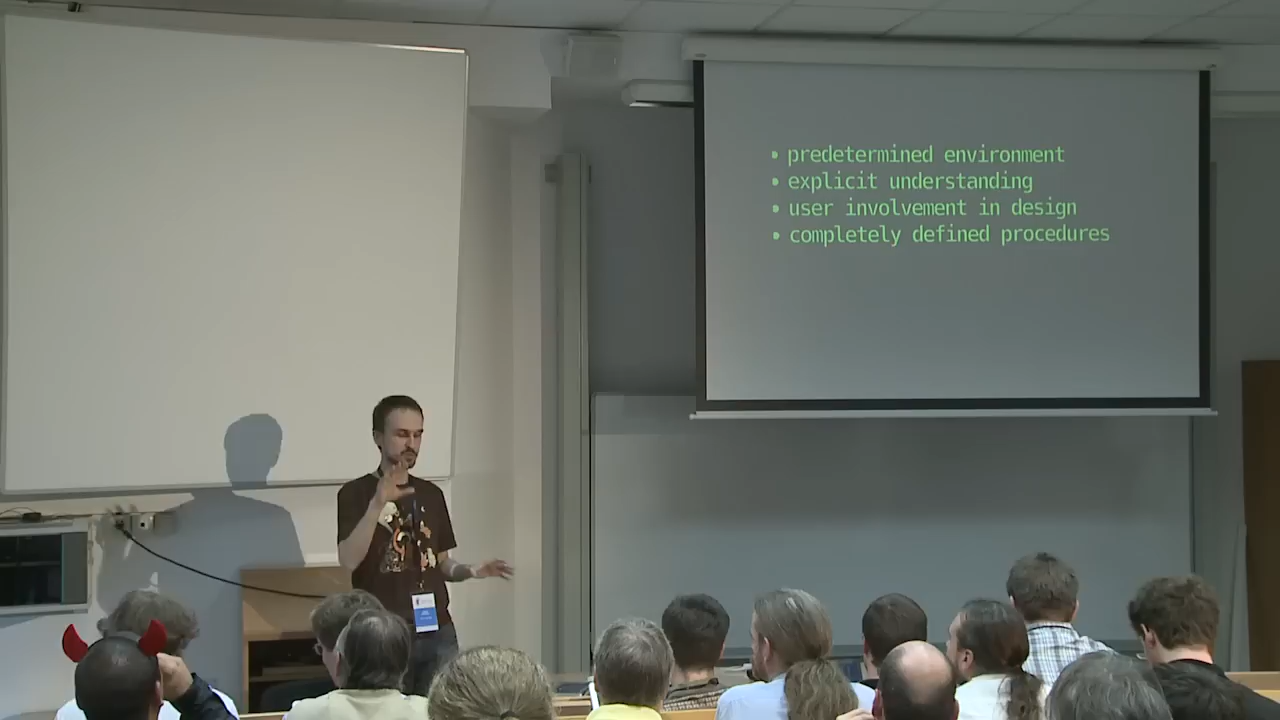 • predetermined environment
• explicit understanding
• user involvement in design
• completely defined procedures